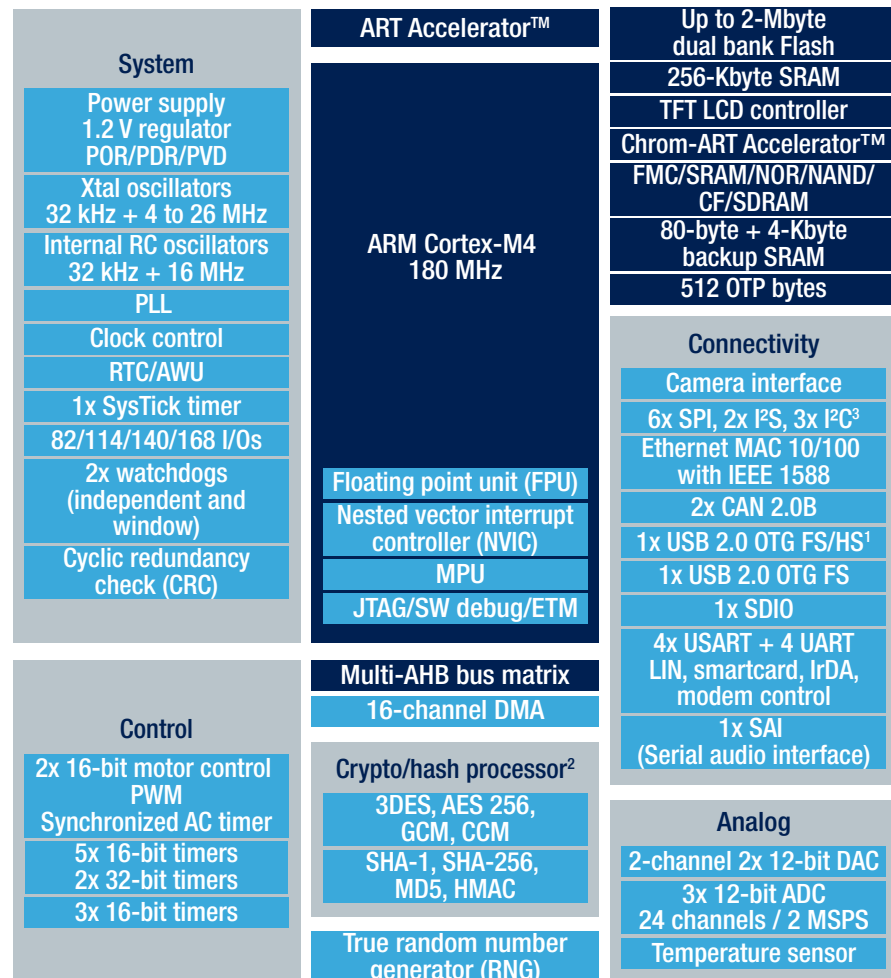 System
Power supply
1.2 V regulator
POR/PDR/PVD
Xtal oscillators
32 kHz + 4 to 26 MHz
Internal RC oscillators
32 kHz + 16 MHz
PLL
Clock control
RTC/AWU
1x SysTick timer
82/114/140/168 I/Os
2x watchdogs
(independent and
window)
Cyclic redundancy
check (CRC)
Control
2x 16-bit motor control
PWM
Synchronized AC timer
5x 16-bit timers
2x 32-bit timers
3x 16-bit timers
ART Accelerator™
ARM Cortex-M4
180 MHz
Floating point unit (FPU)
Nested vector interrupt
controller (NVIC)
MPU
JTAG/SW debug/ETM
Multi-AHB bus matrix
16-channel DMA
Crypto/hash processor²
3DES, AES 256,
GCM, CCM
SHA-1, SHA-256,
MD5, HMAC
True random number
generator (RNG)
Up to 2-Mbyte
dual bank Flash
256-Kbyte SRAM
TFT LCD controller
Chrom-ART Accelerator™
FMC/SRAM/NOR/NAND/
CF/SDRAM
80-byte + 4-Kbyte
backup SRAM
512 OTP bytes
Connectivity
Camera interface
6x SPI, 2x I²S, 3x I²C³
Ethernet MAC 10/100
with IEEE 1588
2x CAN 2.0B
1x USB 2.0 OTG FS/HS¹
1x USB 2.0 OTG FS
1x SDIO
4x USART + 4 UART
LIN, smartcard, IrDA,
modem control
1x SAI
(Serial audio interface)
Analog
2-channel 2x 12-bit DAC
3x 12-bit ADC
24 channels / 2 MSPS
Temperature sensor